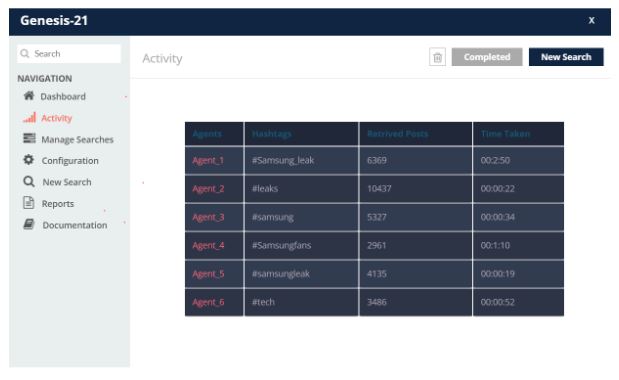 Genesis-21 x
Search
Activity
Completed New Search
NAVIGATION
Dashboard
Activity
Manage Searches
Configuration
New Search
Reports
Documentation
Agents Hashtags Retrived Posts Time Taken
Agent_1 #Samsung_leak 6369 00:2:50
Agent_2 #leaks 10437 00:00:22
Agent_3 #samsung 5327 00:00:34
Agent_4 #Samsungfans 2961 00:1:10
Agent_5 #samsungleak 4135 00:00:19
Agent_6 #tech 3486 00:00:52